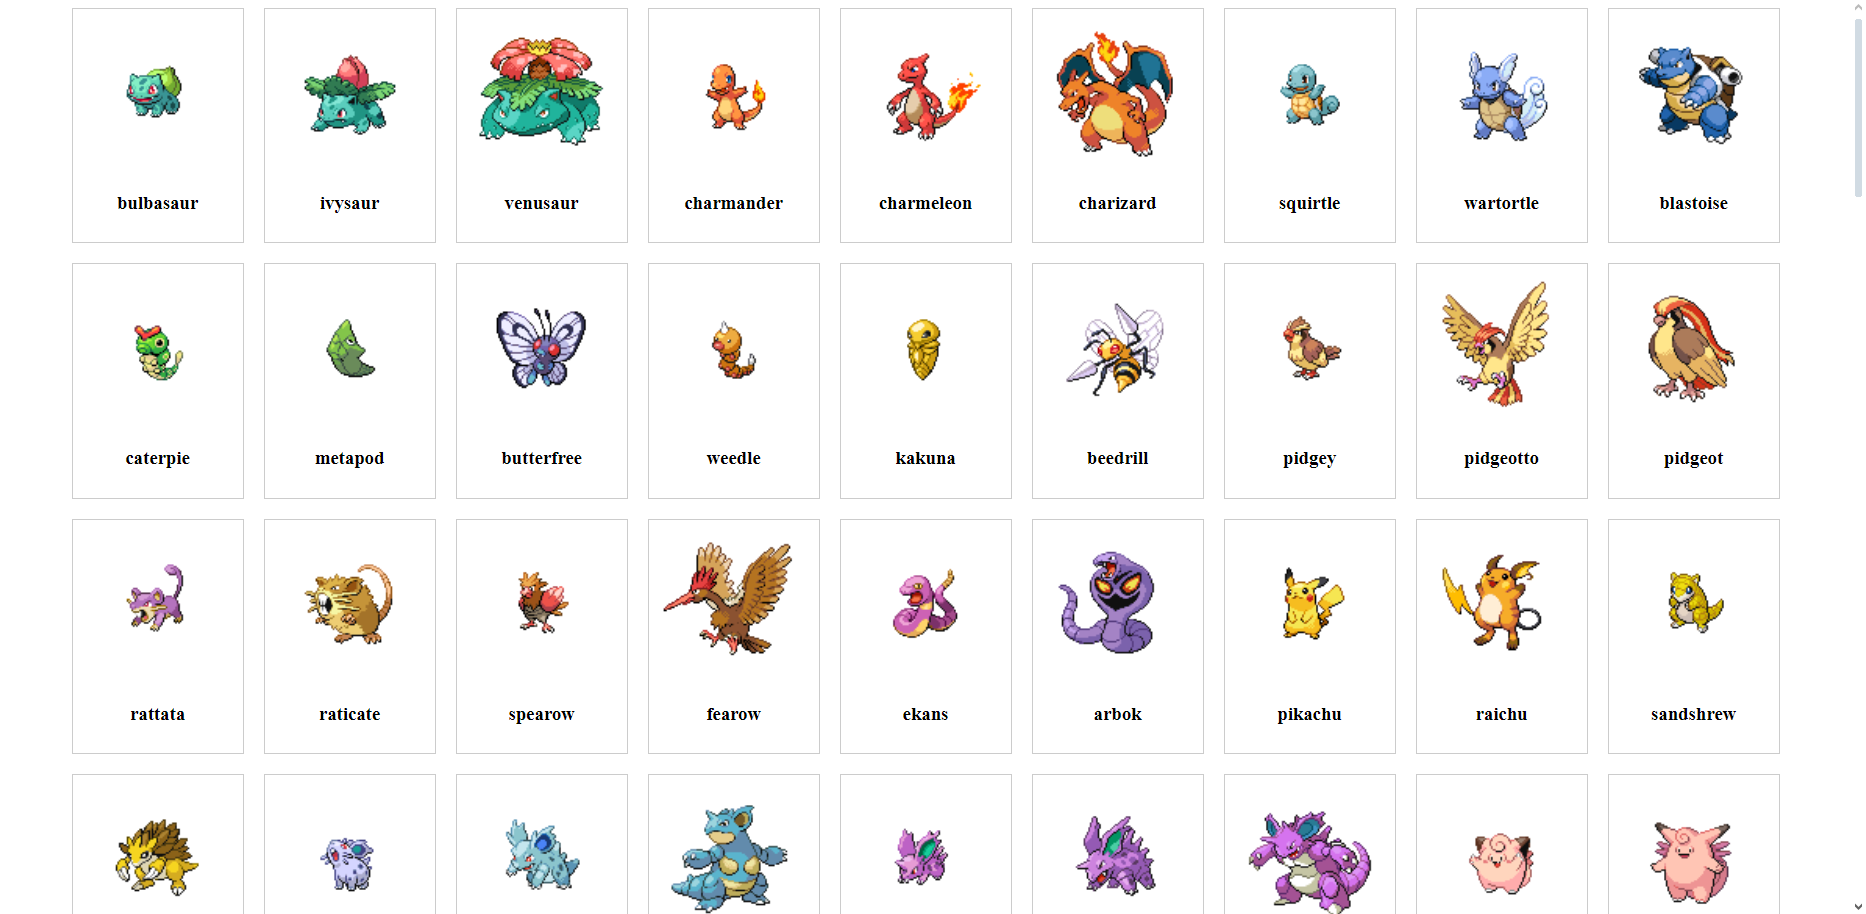 bulbasaur ivysaur venusaur charmander charmeleon charizard squirtle wartortle blastoise
caterpie metapod butterfree weedle kakuna beedrill pidgey pidgeotto pidgeot
rattata raticate spearow fearow ekans arbok pikachu raichu sandshrew